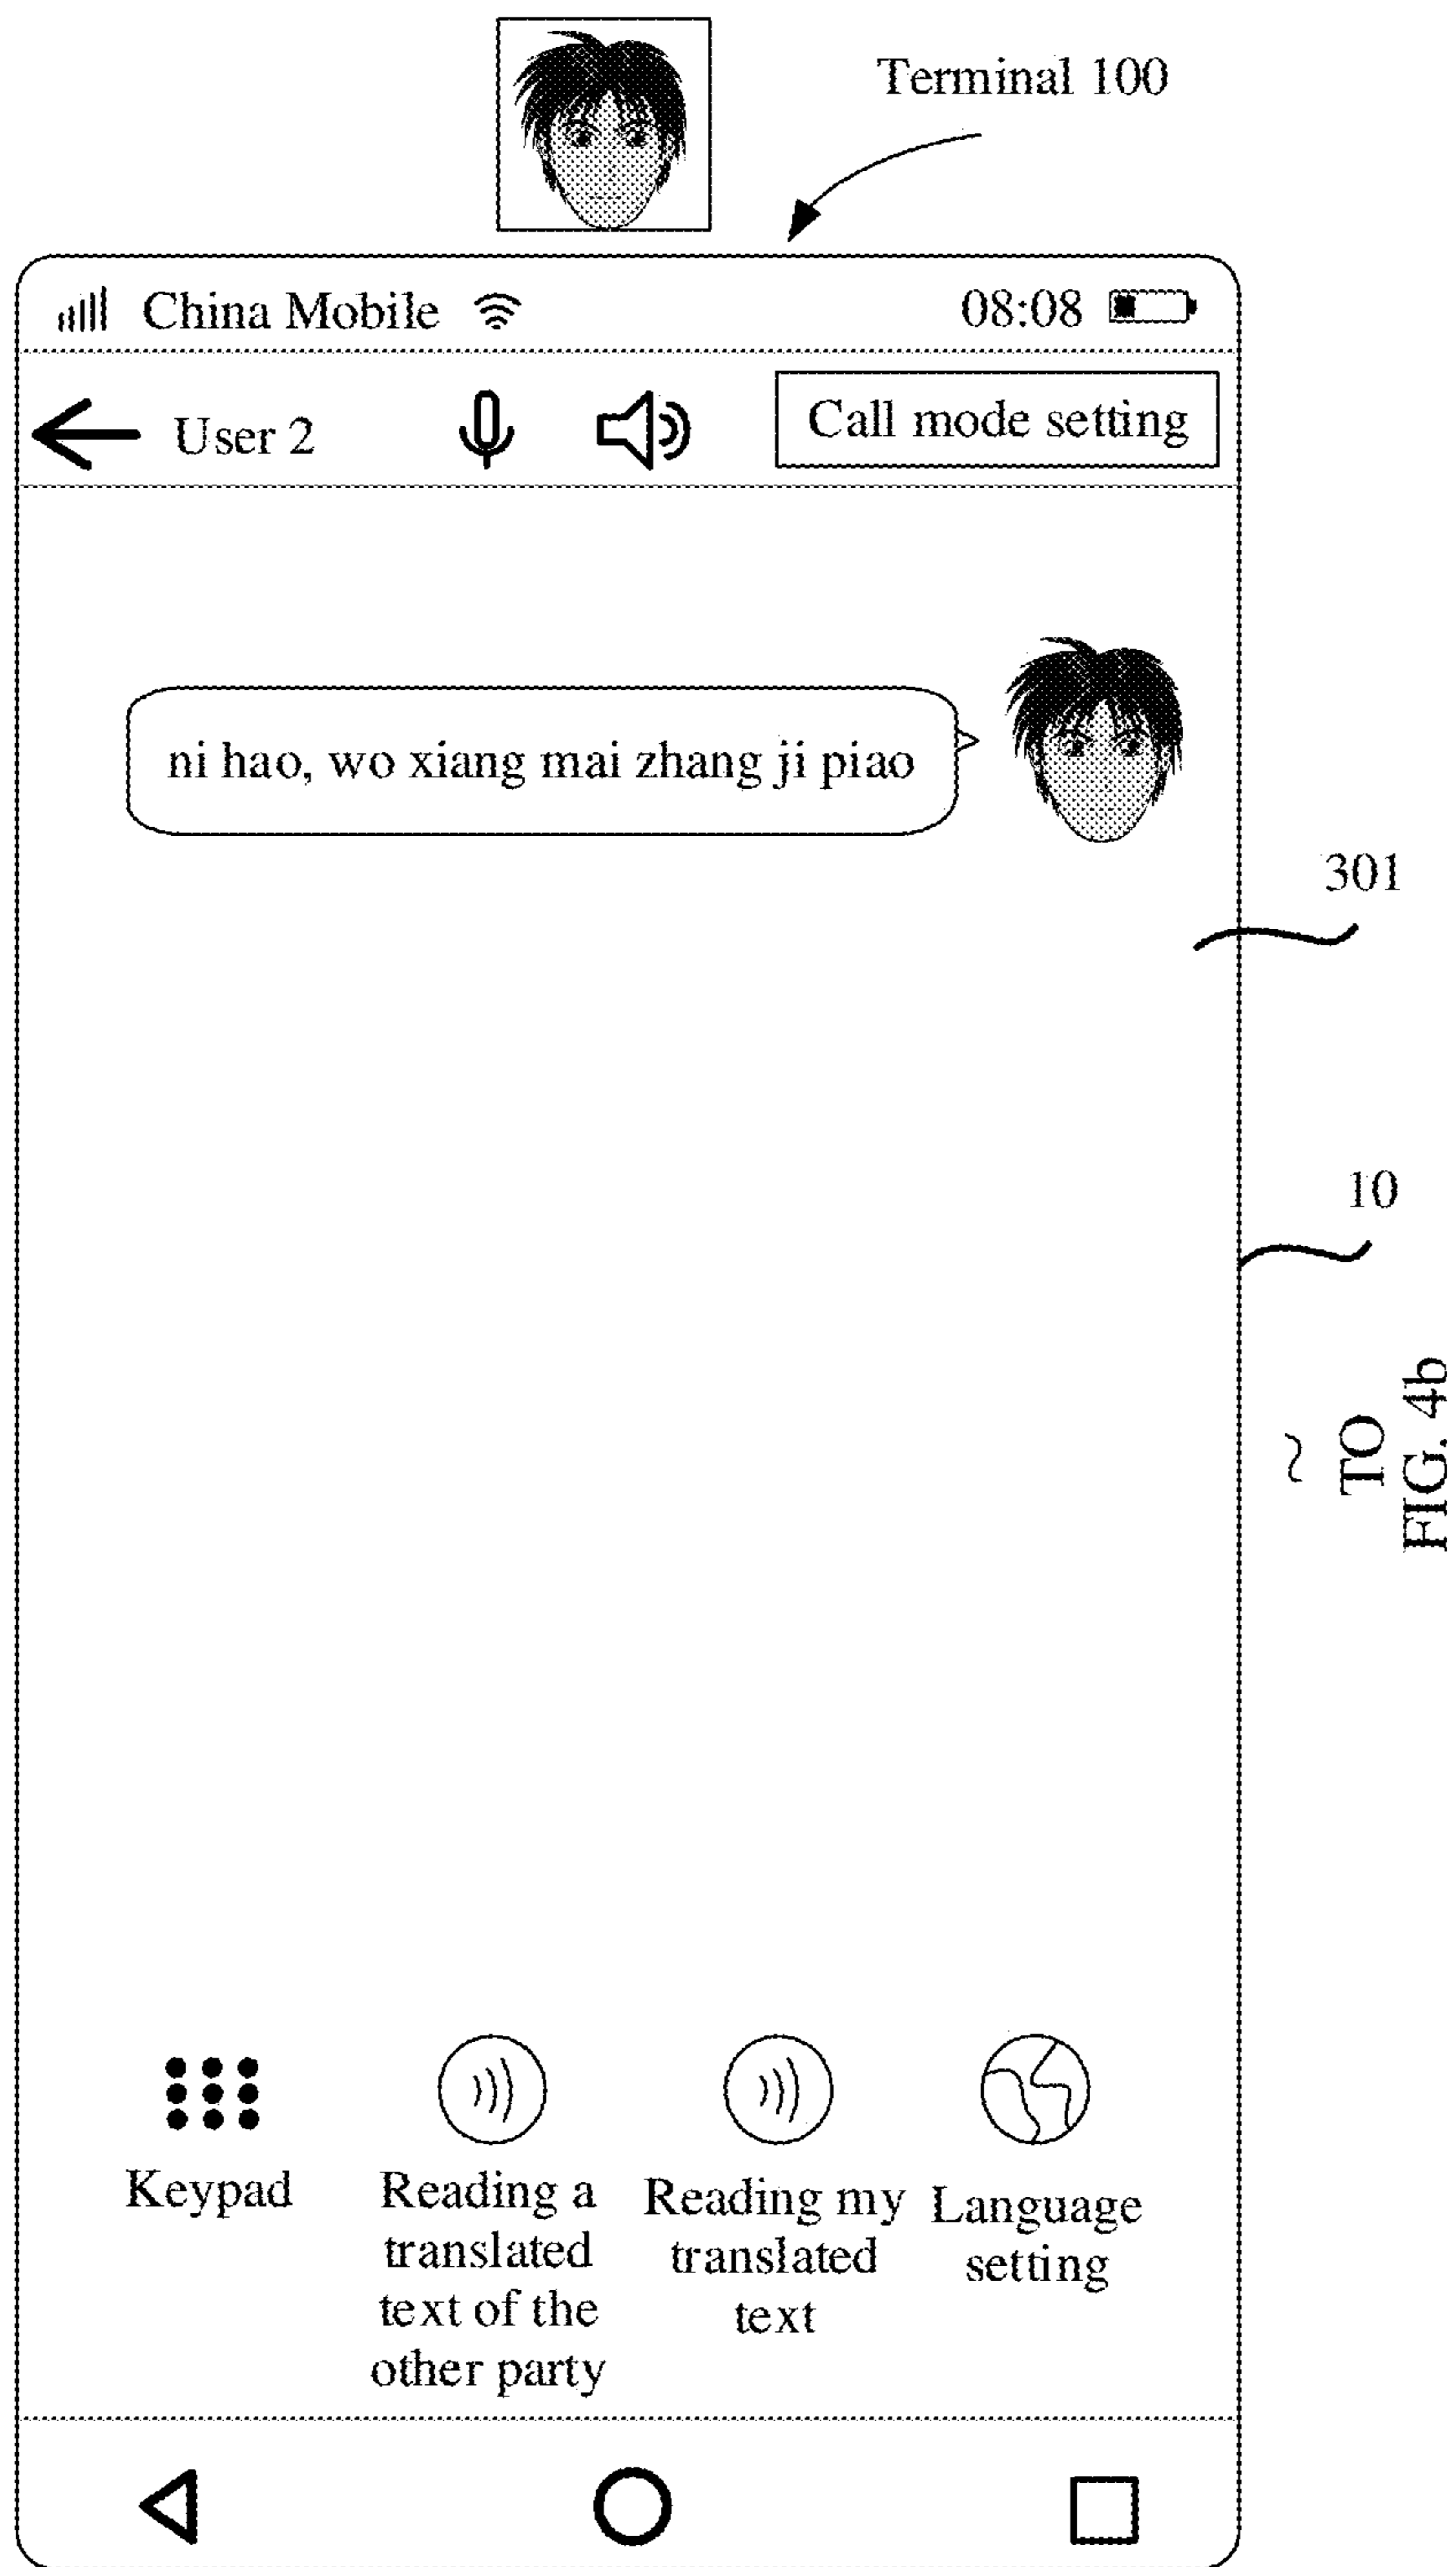 Terminal 100
China Mobile
08:08
User 2
Call mode setting
ni hao, wo xiang mai zhang ji piao
301
10
TO
FIG. 4b
Keypad
Reading a
translated
text of the
other party
Reading my
translated
text
Language
setting